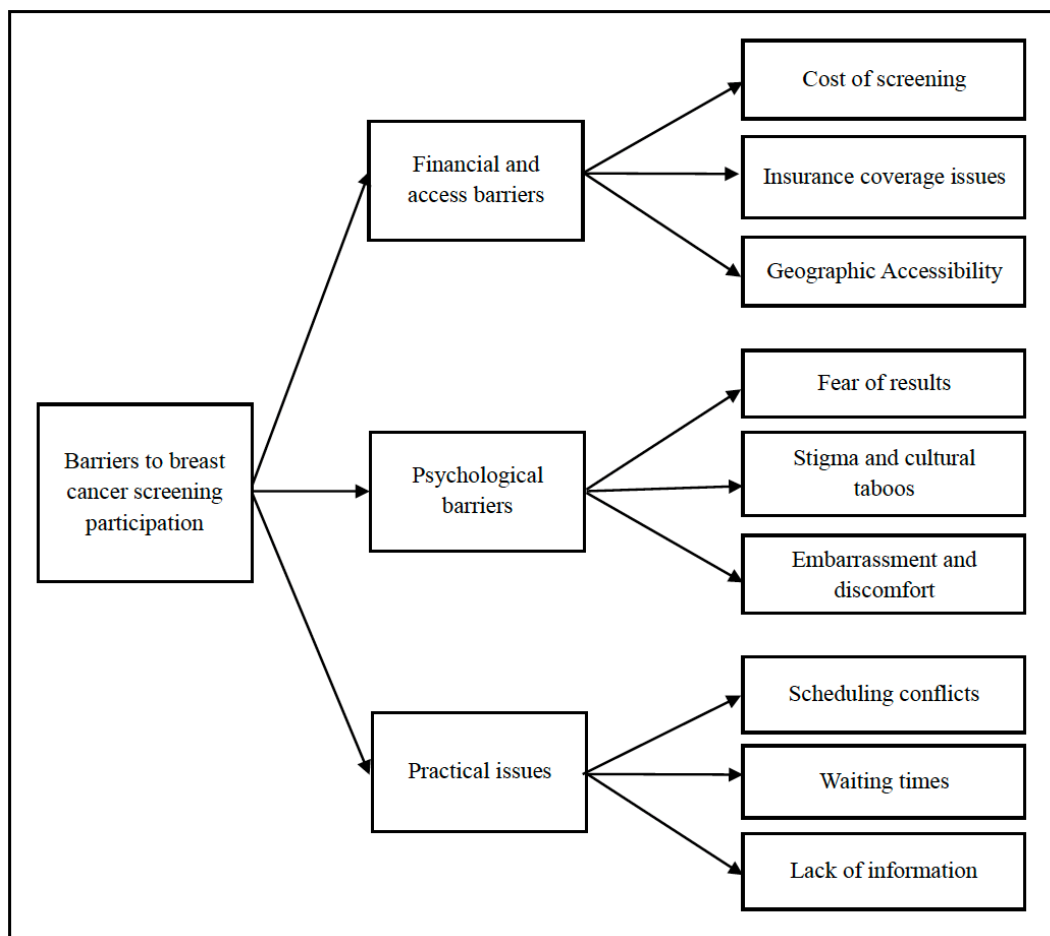 Cost of screening
Financial and
access barriers
Insurance coverage issues
Geographic Accessibility
Fear of results
Barriers to breast
cancer screening
participation
Psychological
barriers
Stigma and cultural
taboos
Embarrassment and
discomfort
Scheduling conflicts
Practical issues
Waiting times
Lack of information